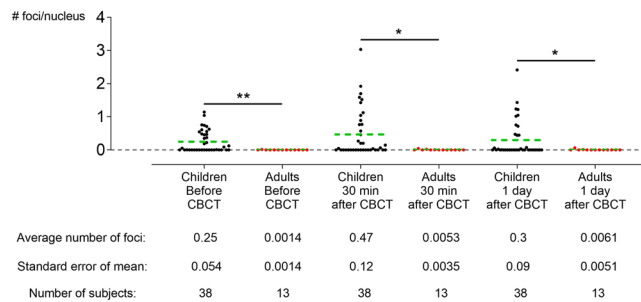 # foci/nucleus
4
3
2
1
0
**
*
*
Children Before CBCT
Adults Before CBCT
Children 30 min after CBCT
Adults 30 min after CBCT
Children 1 day after CBCT
Adults 1 day after CBCT
Average number of foci: 0.25 0.0014 0.47 0.0053 0.3 0.0061
Standard error of mean: 0.054 0.0014 0.12 0.0035 0.09 0.0051
Number of subjects: 38 13 38 13 38 13